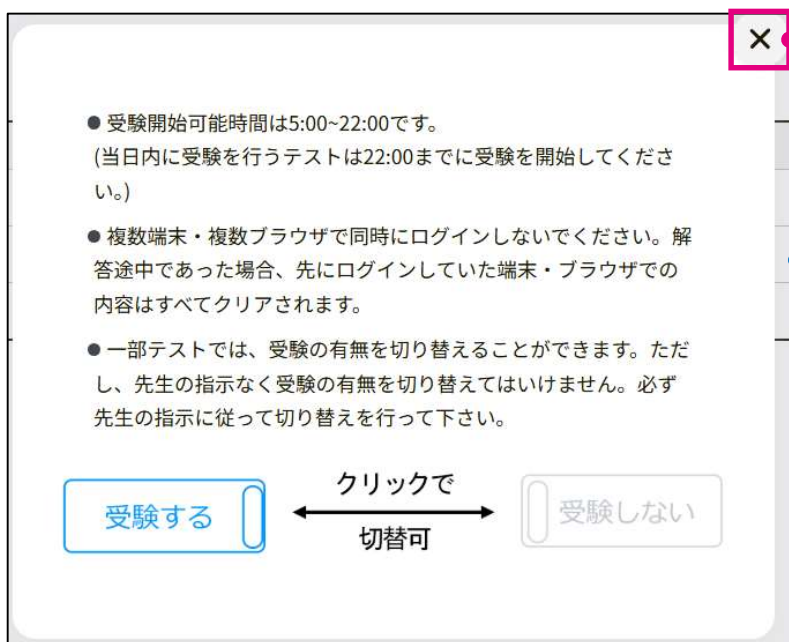 ×
● 受験開始可能時間は5:00~22:00です。
(当日内に受験を行うテストは22:00までに受験を開始してくださ
い。)
● 複数端末・複数ブラウザで同時にログインしないでください。解
答途中であった場合、先にログインしていた端末・ブラウザでの
内容はすべてクリアされます。
● 一部テストでは、受験の有無を切り替えることができます。ただ
し、先生の指示なく受験の有無を切り替えてはいけません。必ず
先生の指示に従って切り替えを行って下さい。
受験する
クリックで
切替可
受験しない